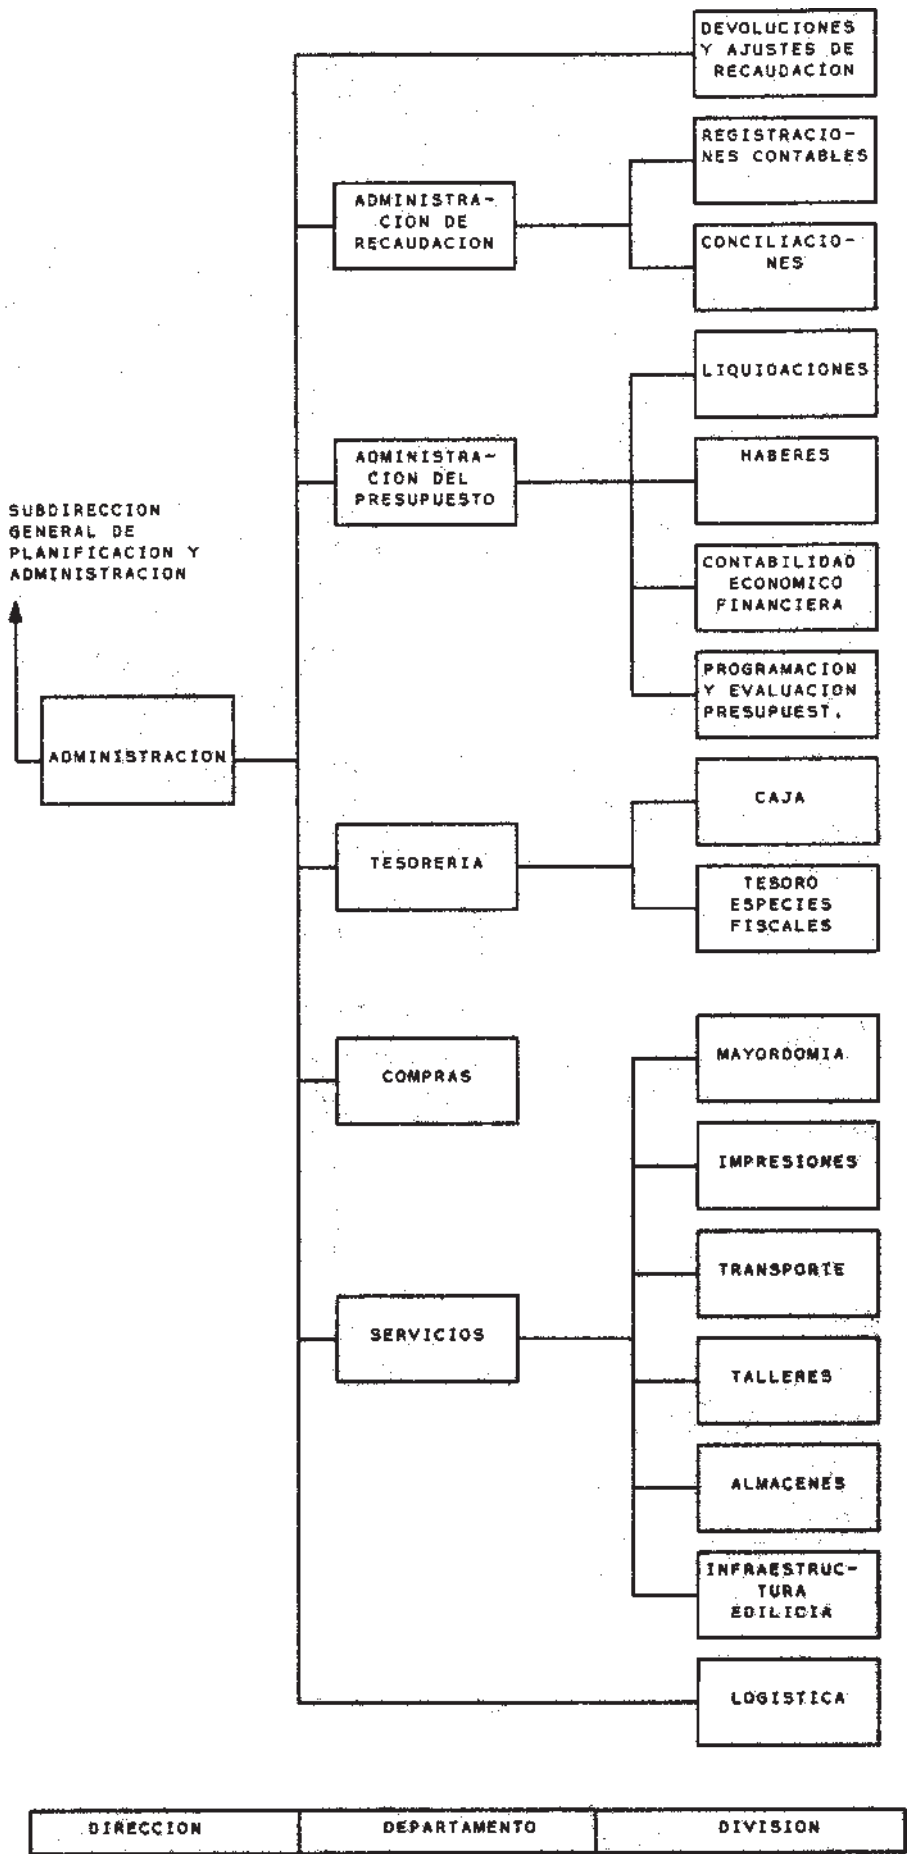 DEVOLUCIONES
Y AJUSTES DE
RECAUDACION
REGISTRACIO-
NES CONTABLES
ADMINISTRA-
CION DE
RECAUDACION
CONCILIACIO-
NES
LIQUIDACIONES
ADMINISTRA-
CION DEL
PRESUPUESTO
HABERES
SUBDIRECCION
GENERAL DE
PLANIFICACION Y
ADMINISTRACION
CONTABILIDAD
ECONOMICO
FINANCIERA
PROGRAMACION
Y EVALUACION
PRESUPUEST.
ADMINISTRACION
CAJA
TESORERIA
TESORO
ESPECIES
FISCALES
MAYORDOMIA
COMPRAS
IMPRESIONES
TRANSPORTE
SERVICIOS
TALLERES
ALMACENES
INFRAESTRUC-
TURA
EDILICIA
LOGISTICA
DIRECCION DEPARTAMENTO DIVISION